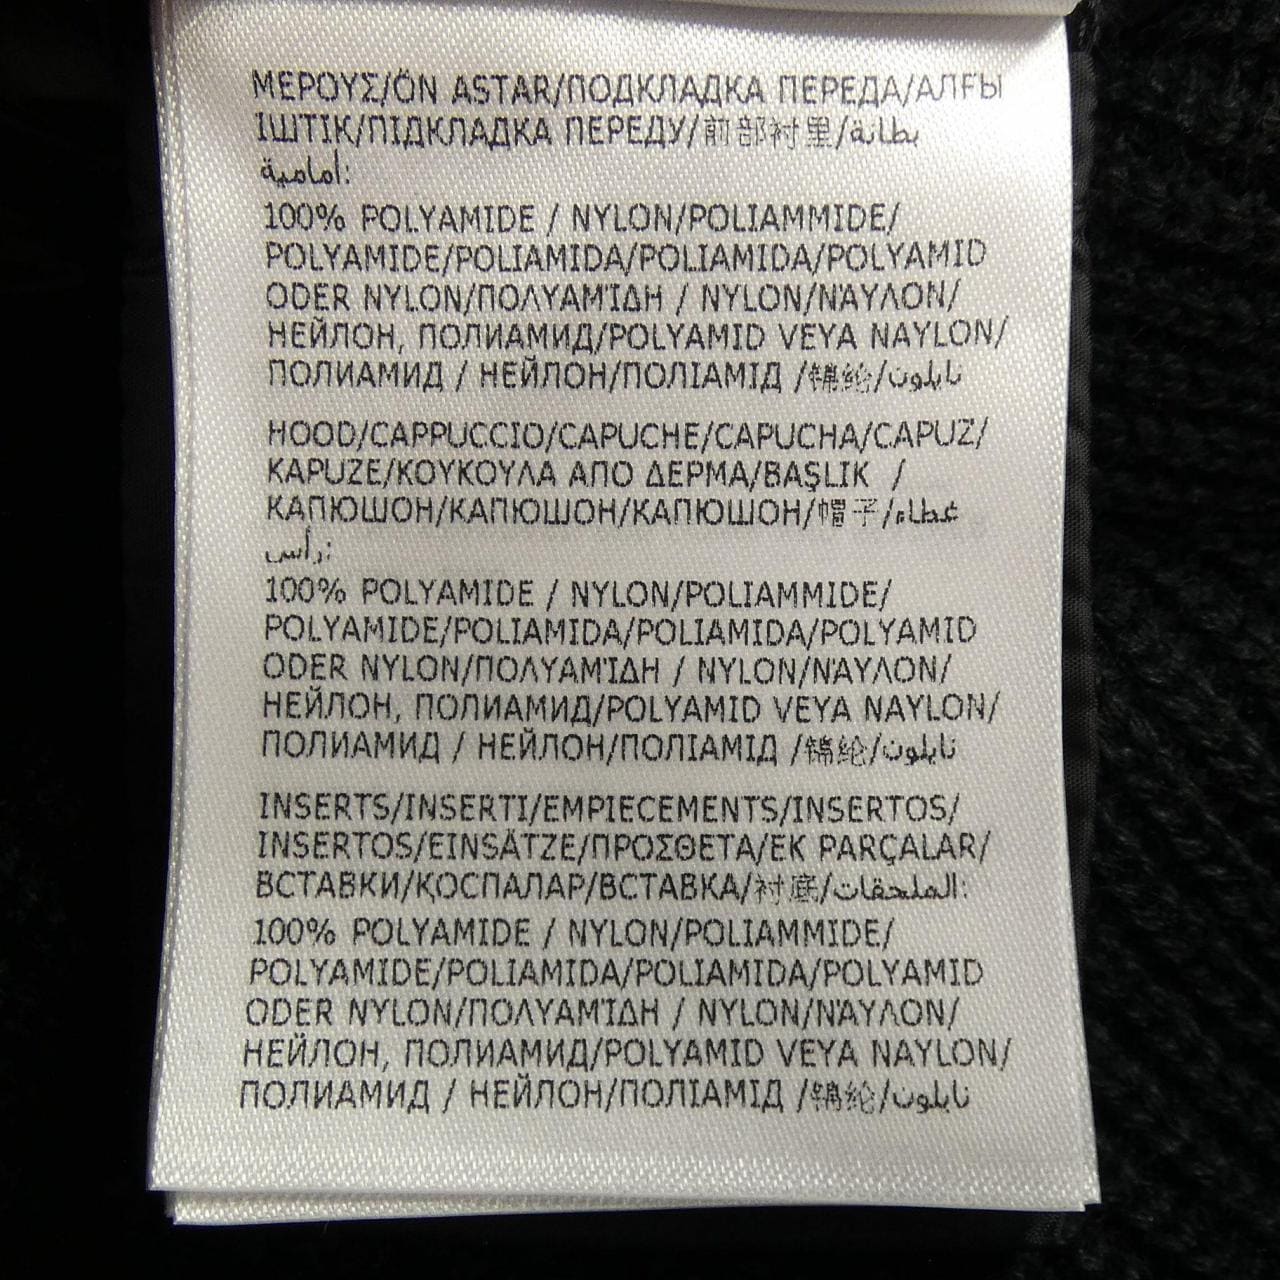 ΜΕΡΟΥΣ/ÖN ASTAR/ПОДКЛАДКА ПЕРЕДА/АЛҒЫ
ІШТІК/ПІДКЛАДКА ПЕРЕДУ/前部衬里/بطانة
أمامية:
100% POLYAMIDE / NYLON/POLIAMMIDE/
POLYAMIDE/POLIAMIDA/POLIAMIDA/POLYAMID
ODER NYLON/ΠΟΛΥΑΜΊΔΗ / NYLON/ΝΆΥΛΟΝ/
НЕЙЛОН, ПОЛИАМИД/POLYAMID VEYA NAYLON/
ПОЛИАМИД / НЕЙЛОН/ПОЛІАМІД /锦纶/نايلون
HOOD/CAPPUCCIO/CAPUCHE/CAPUCHA/CAPUZ/
KAPUZE/ΚΟΥΚΟΥΛΑ ΑΠΟ ΔΕΡΜΑ/BAŞLIK /
КАПЮШОН/КАПЮШОН/КАПЮШОН/帽子/غطاء
رأس:
100% POLYAMIDE / NYLON/POLIAMMIDE/
POLYAMIDE/POLIAMIDA/POLIAMIDA/POLYAMID
ODER NYLON/ΠΟΛΥΑΜΊΔΗ / NYLON/ΝΆΥΛΟΝ/
НЕЙЛОН, ПОЛИАМИД/POLYAMID VEYA NAYLON/
ПОЛИАМИД / НЕЙЛОН/ПОЛІАМІД /锦纶/نايلون
INSERTS/INSERTI/EMPIECEMENTS/INSERTOS/
INSERTOS/EINSÄTZE/ΠΡΟΣΘΕΤΑ/EK PARÇALAR/
ВСТАВКИ/ҚОСПАЛАР/ВСТАВКА/衬底/الملحقات:
100% POLYAMIDE / NYLON/POLIAMMIDE/
POLYAMIDE/POLIAMIDA/POLIAMIDA/POLYAMID
ODER NYLON/ΠΟΛΥΑΜΊΔΗ / NYLON/ΝΆΥΛΟΝ/
НЕЙЛОН, ПОЛИАМИД/POLYAMID VEYA NAYLON/
ПОЛИАМИД / НЕЙЛОН/ПОЛІАМІД /锦纶/نايلون